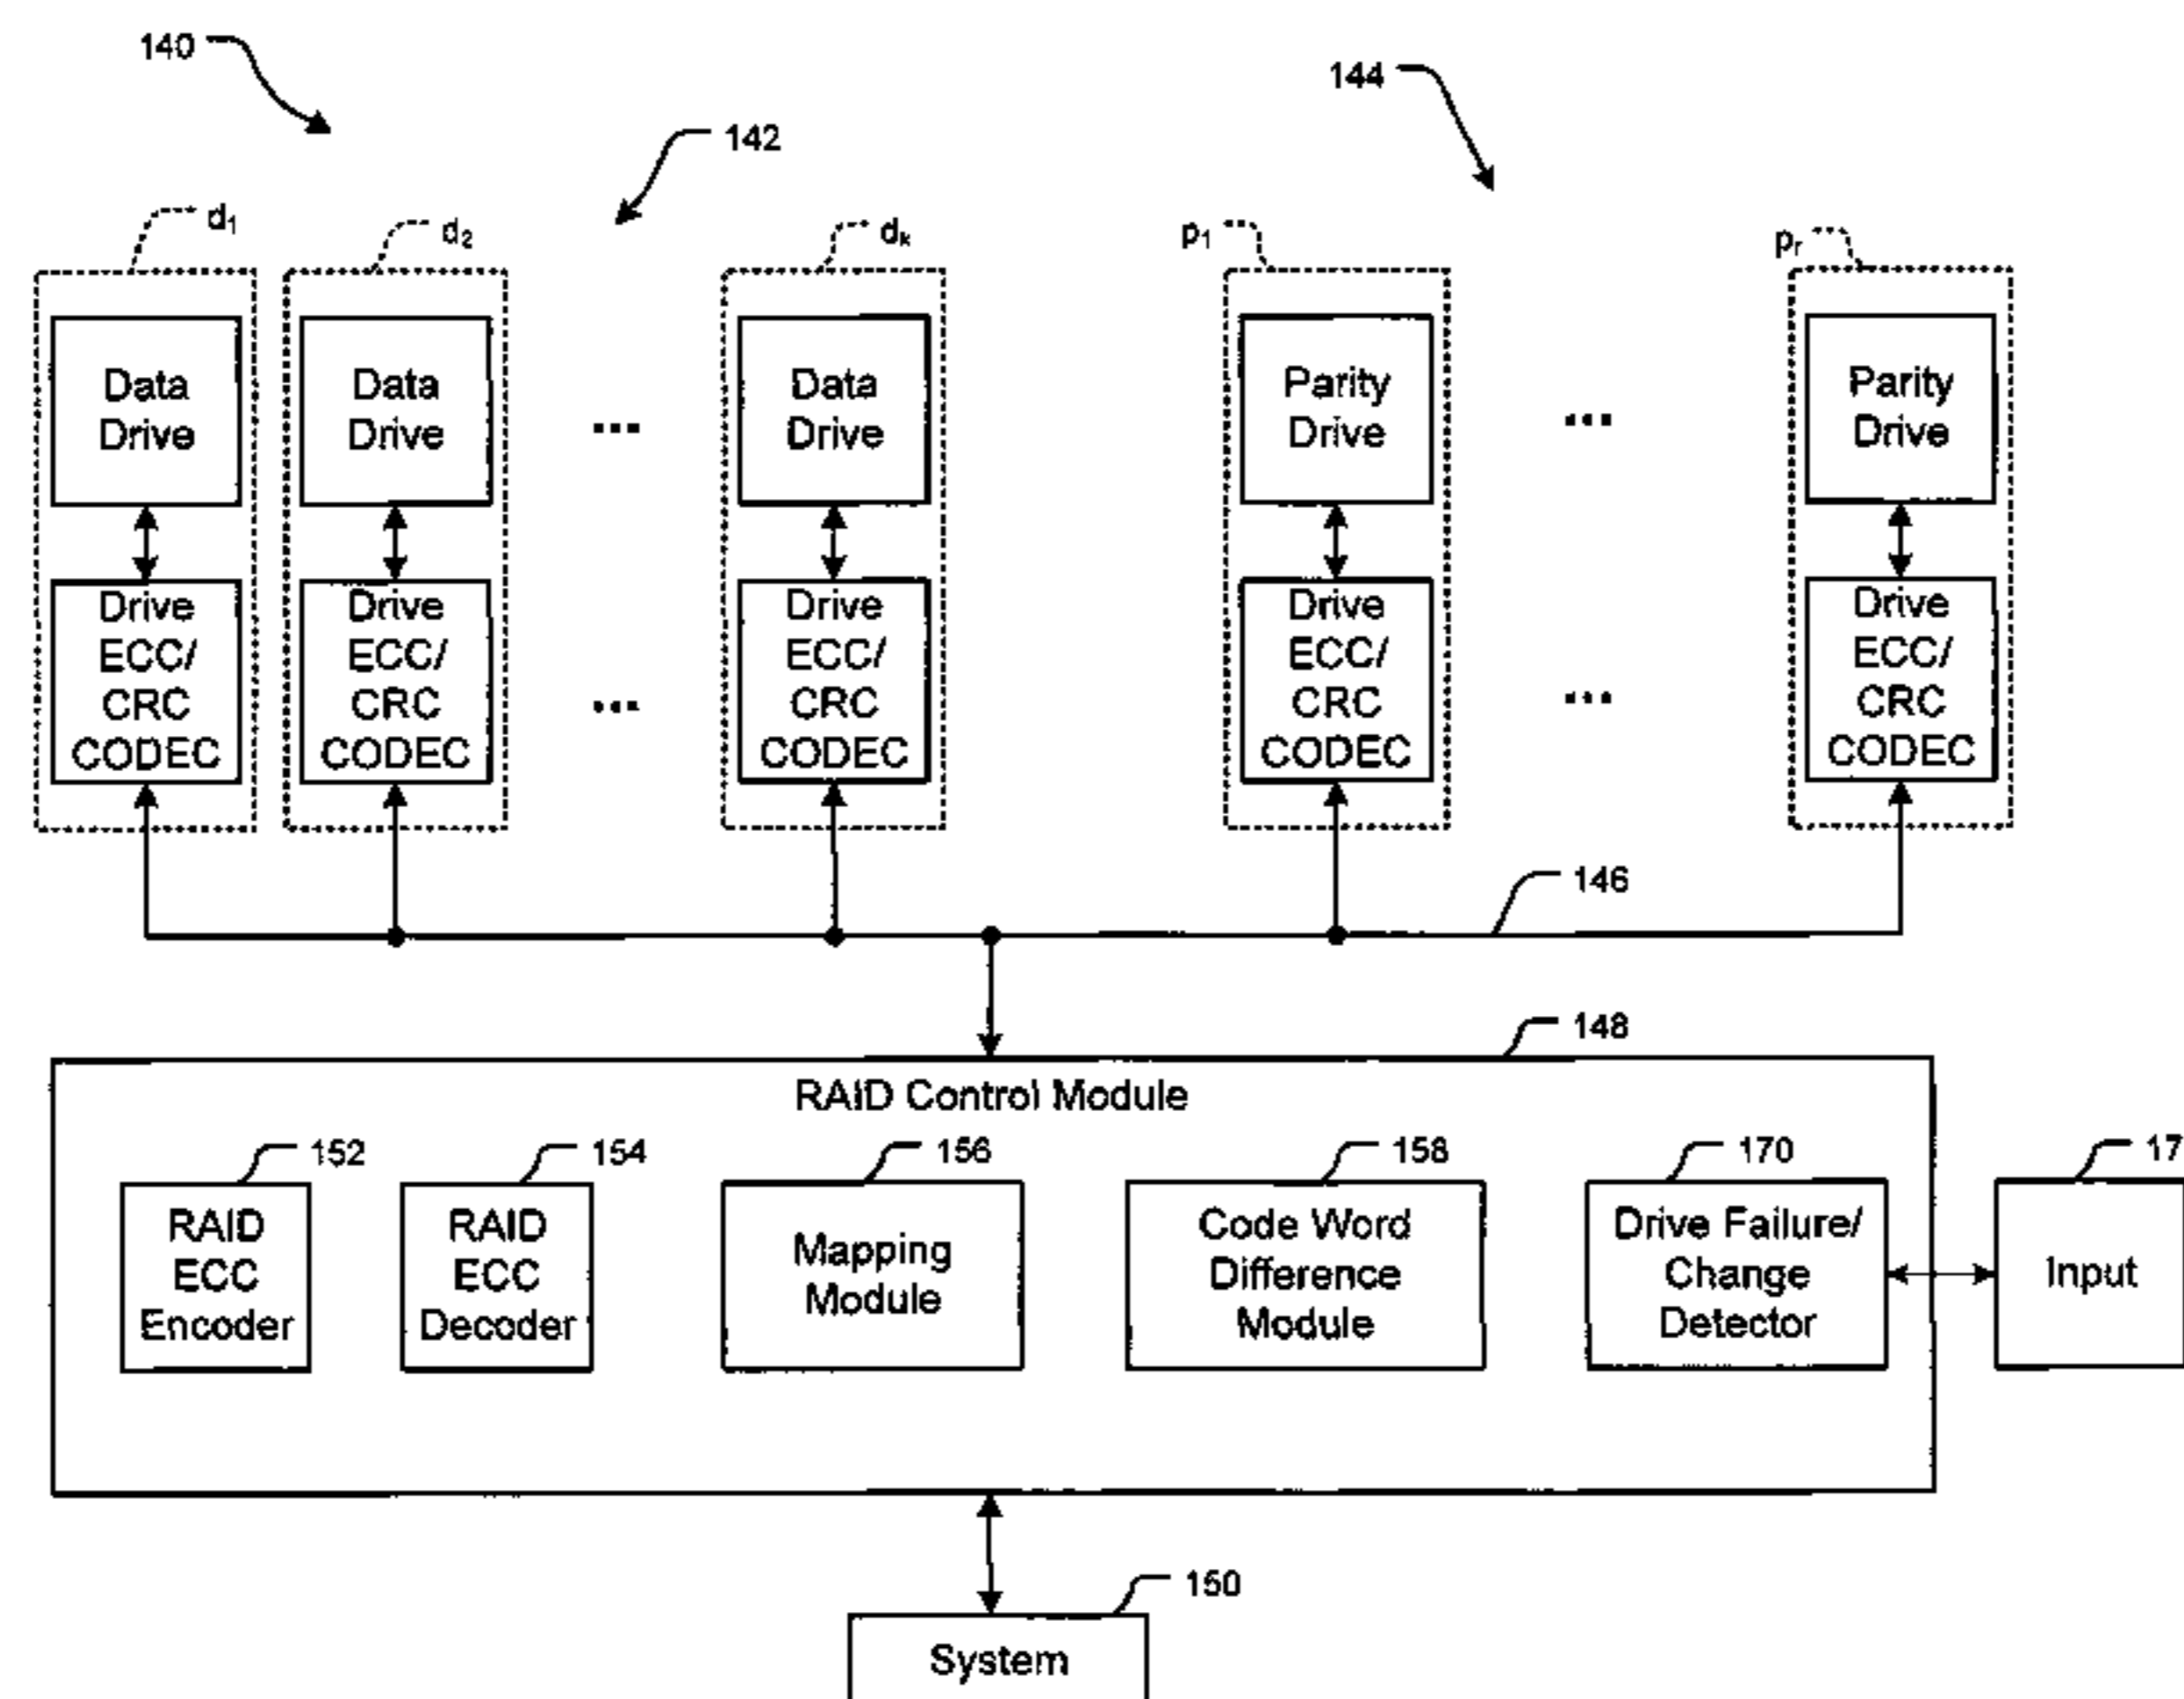 140
144
142
d1
d2
dk
p1
pr
Data
Drive
Data
Drive
...
Data
Drive
Parity
Drive
...
Parity
Drive
Drive
ECC/
CRC
CODEC
Drive
ECC/
CRC
CODEC
...
Drive
ECC/
CRC
CODEC
Drive
ECC/
CRC
CODEC
...
Drive
ECC/
CRC
CODEC
146
148
RAID Control Module
152
154
156
158
170
17
RAID
ECC
Encoder
RAID
ECC
Decoder
Mapping
Module
Code Word
Difference
Module
Drive Failure/
Change
Detector
Input
150
System